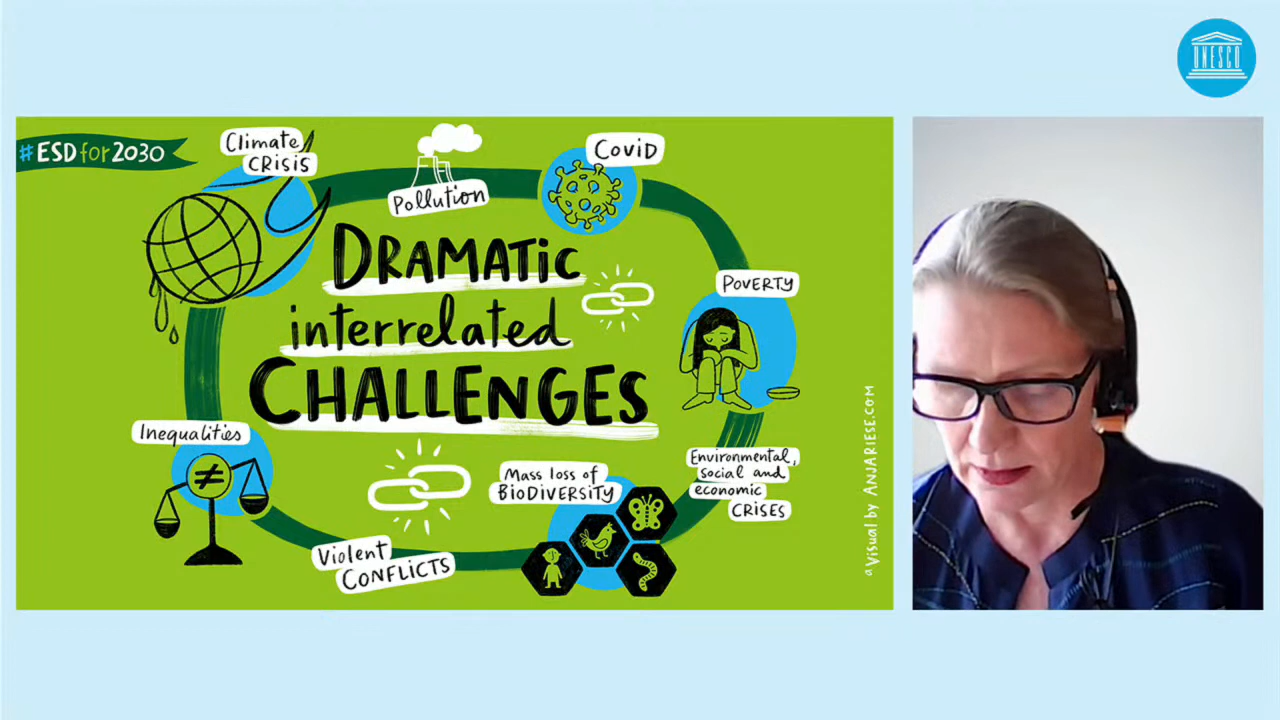 UNESCO
#ESDfor2030
Climate
CRISIS
Pollution
Covid
DRAMATIC
interrelated
CHALLENGES
POVERTY
Inequalities
Mass loss of
BIODIVERSITY
Environmental,
social and
economic
CRISES
Violent
CONFLICTS
a Visual by ANJARIESE.COM